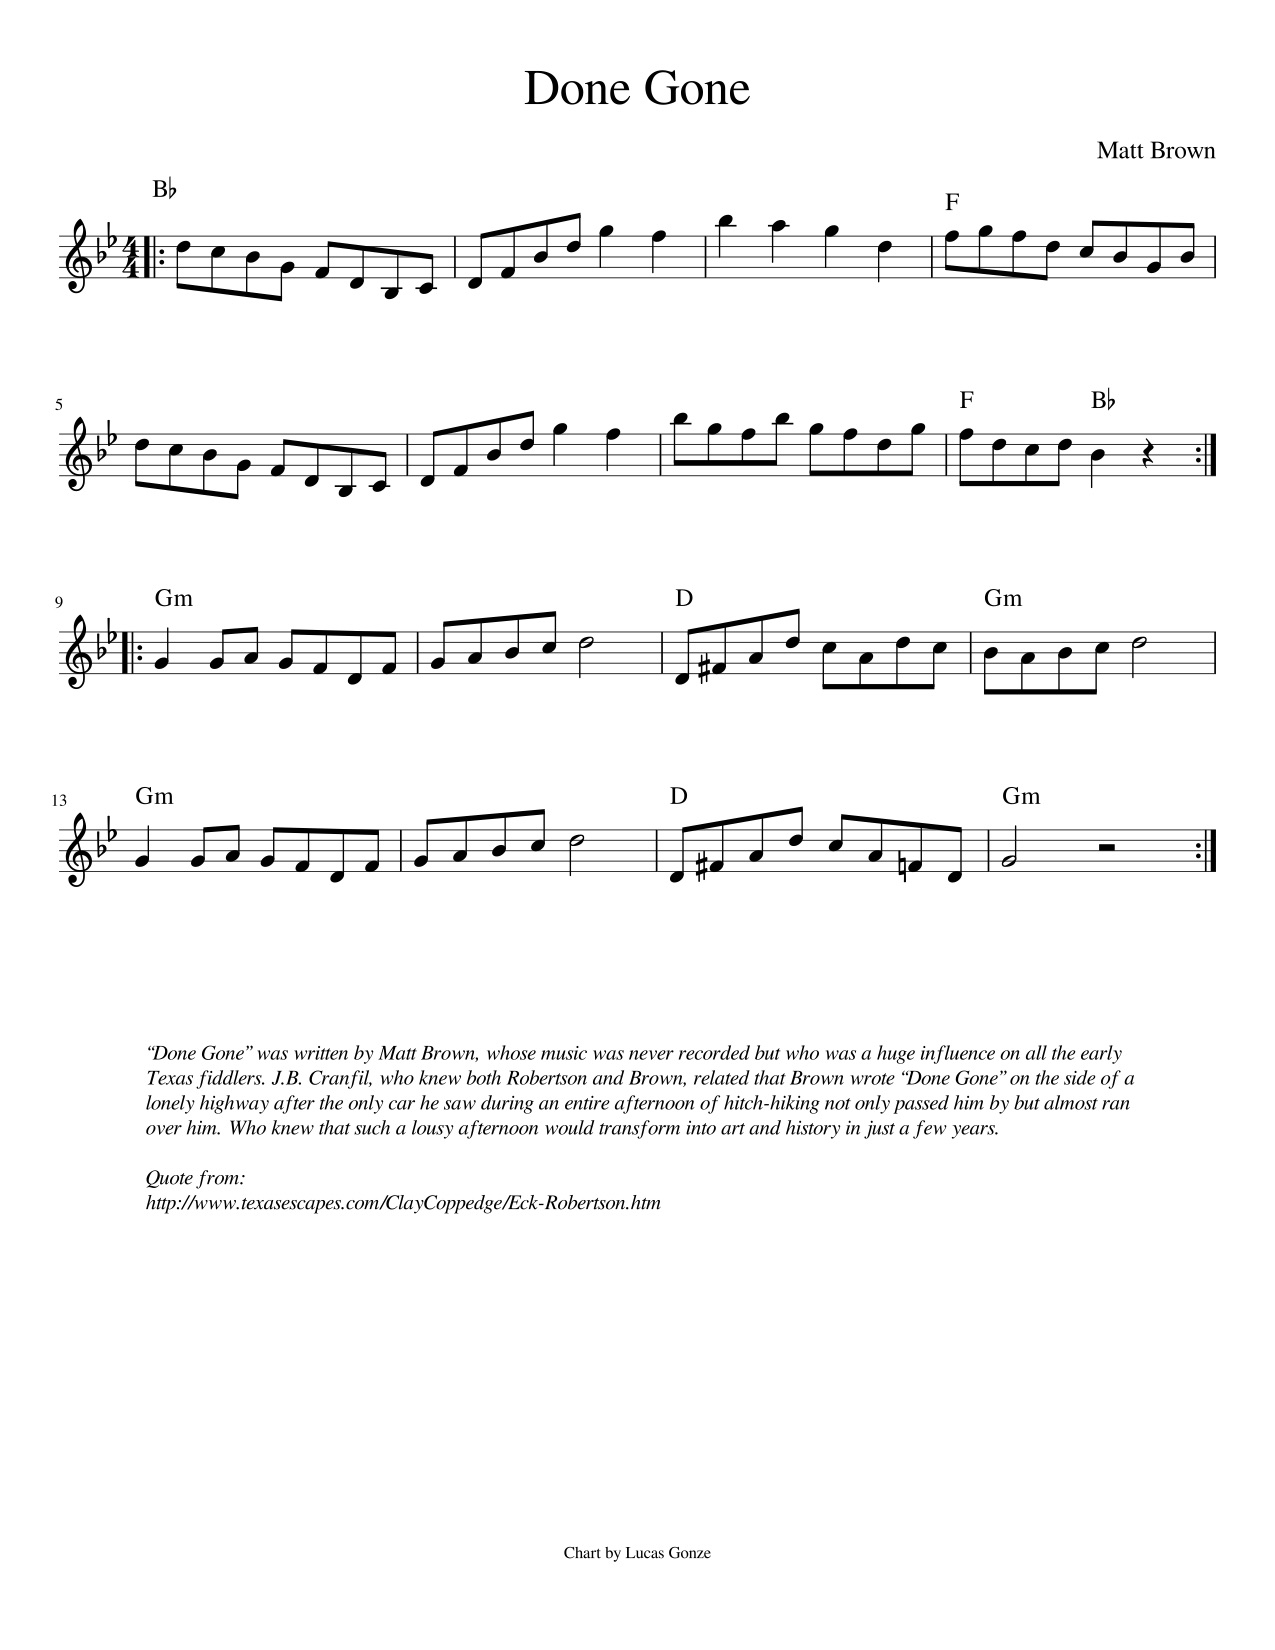 Done Gone
Matt Brown
B♭
F
4
4
5
F B♭
9
Gm D Gm
13
Gm D Gm
“Done Gone” was written by Matt Brown, whose music was never recorded but who was a huge influence on all the early
Texas fiddlers. J.B. Cranfil, who knew both Robertson and Brown, related that Brown wrote “Done Gone” on the side of a
lonely highway after the only car he saw during an entire afternoon of hitch-hiking not only passed him by but almost ran
over him. Who knew that such a lousy afternoon would transform into art and history in just a few years.
Quote from:
http://www.texasescapes.com/ClayCoppedge/Eck-Robertson.htm
Chart by Lucas Gonze